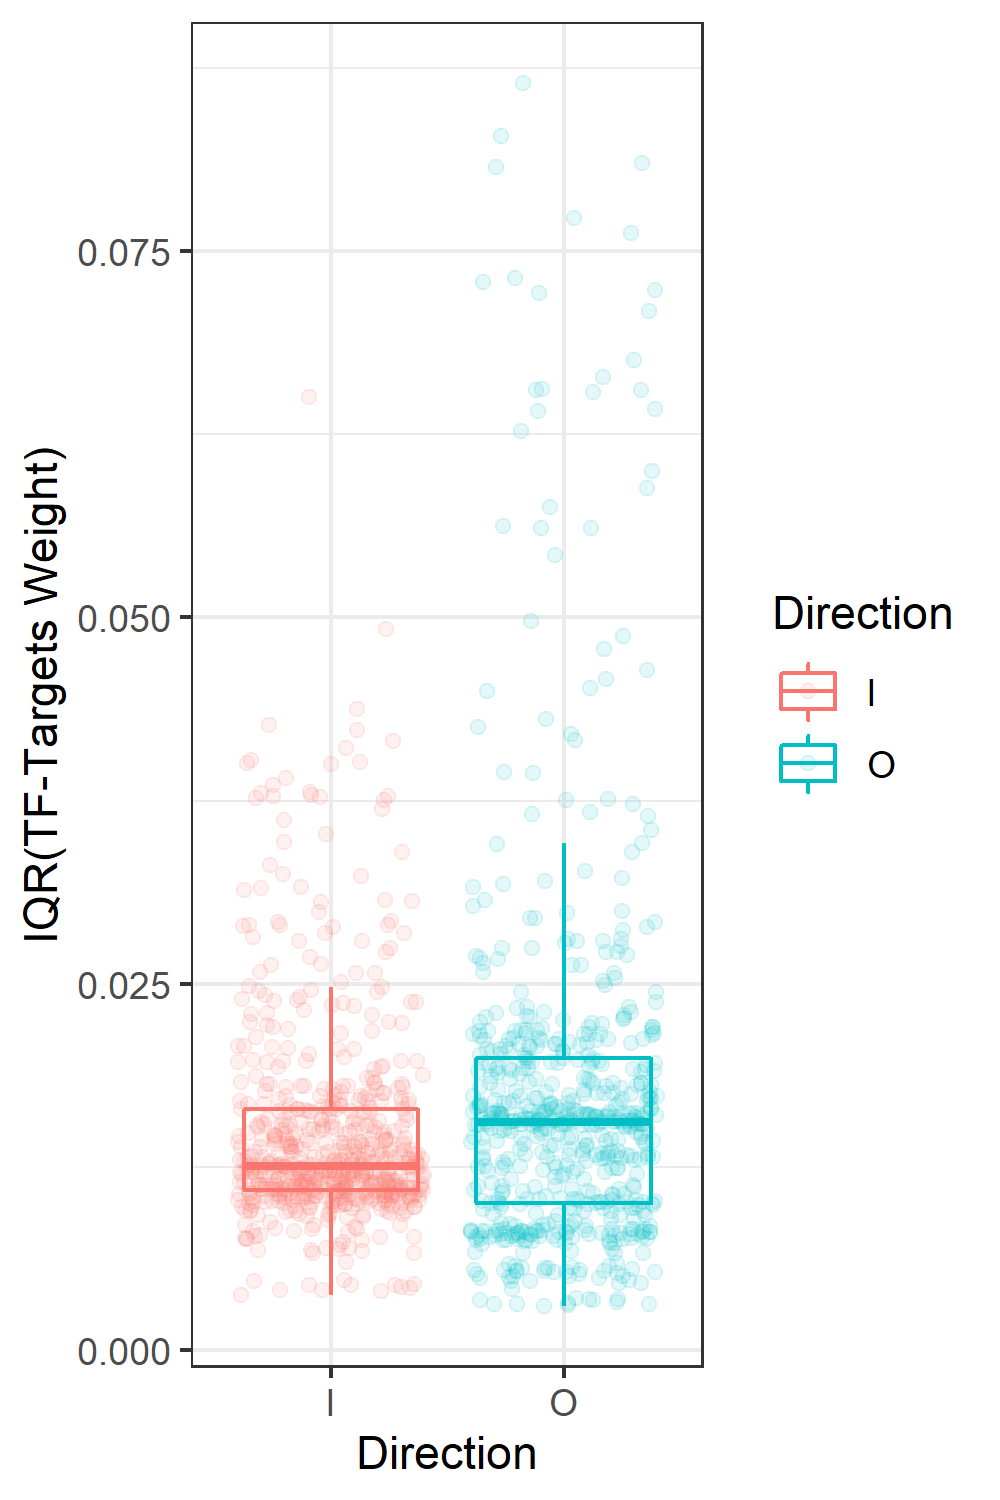 IQR(TF-Targets Weight)
0.075
0.050
0.025
0.000
I
O
Direction
Direction
I
O